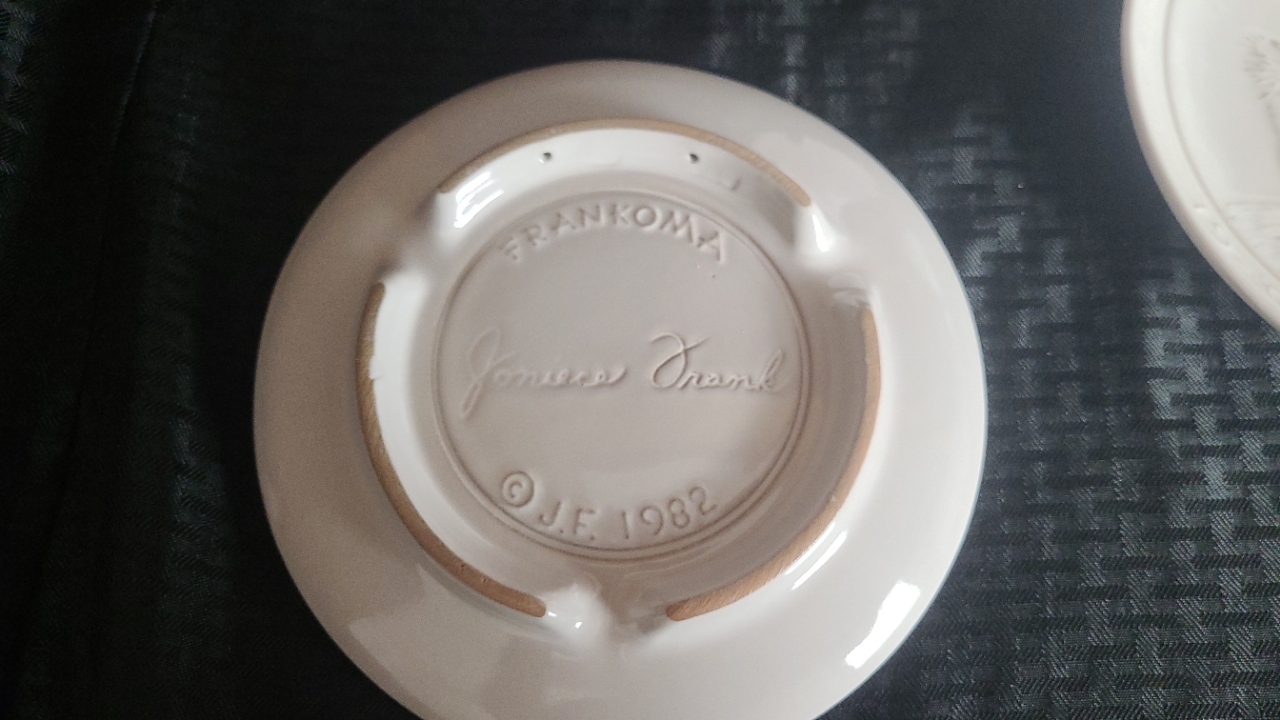 FRANKOMA
Joniece Frank
© J.F. 1982